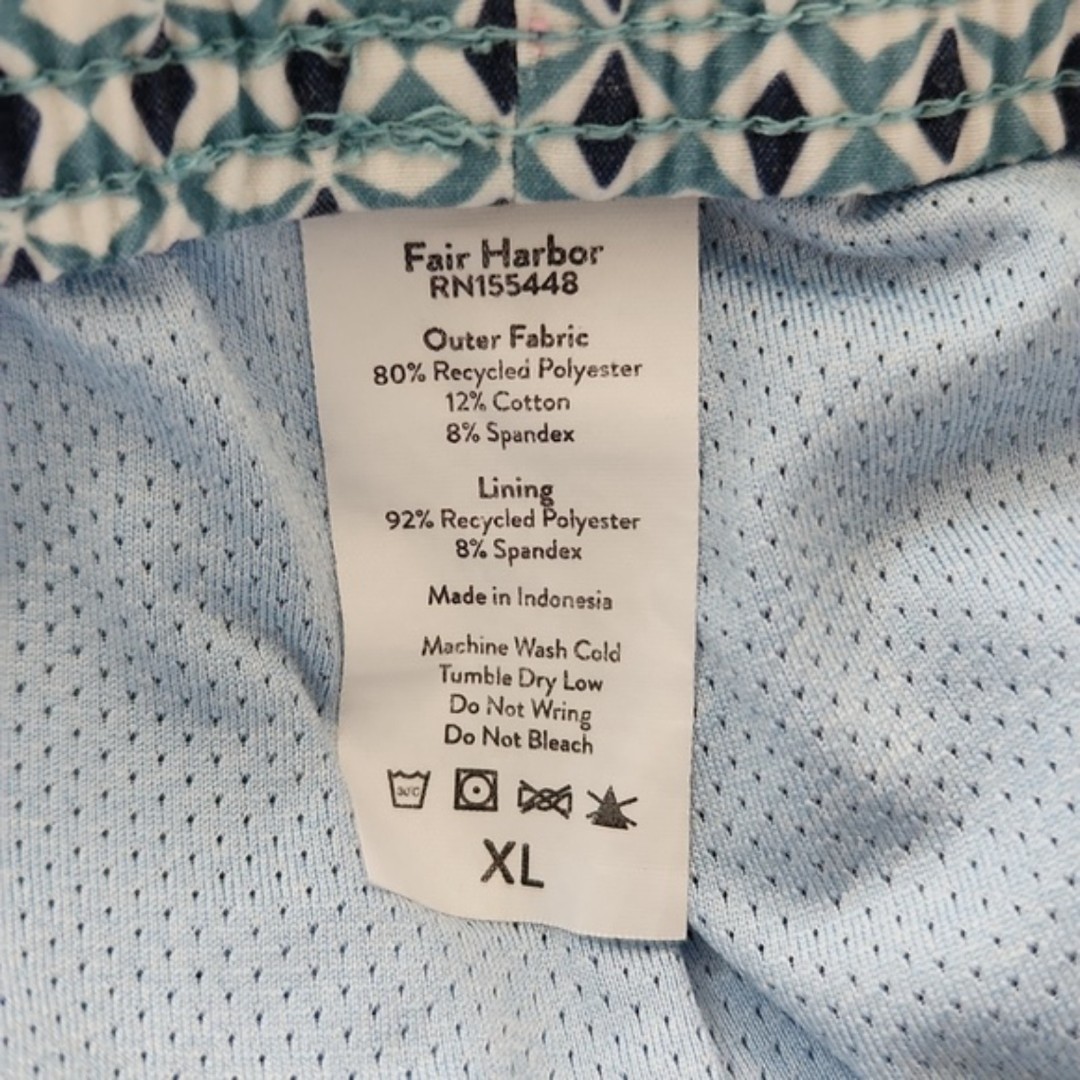 Fair Harbor
RN155448
Outer Fabric
80% Recycled Polyester
12% Cotton
8% Spandex
Lining
92% Recycled Polyester
8% Spandex
Made in Indonesia
Machine Wash Cold
Tumble Dry Low
Do Not Wring
Do Not Bleach
30°C
XL